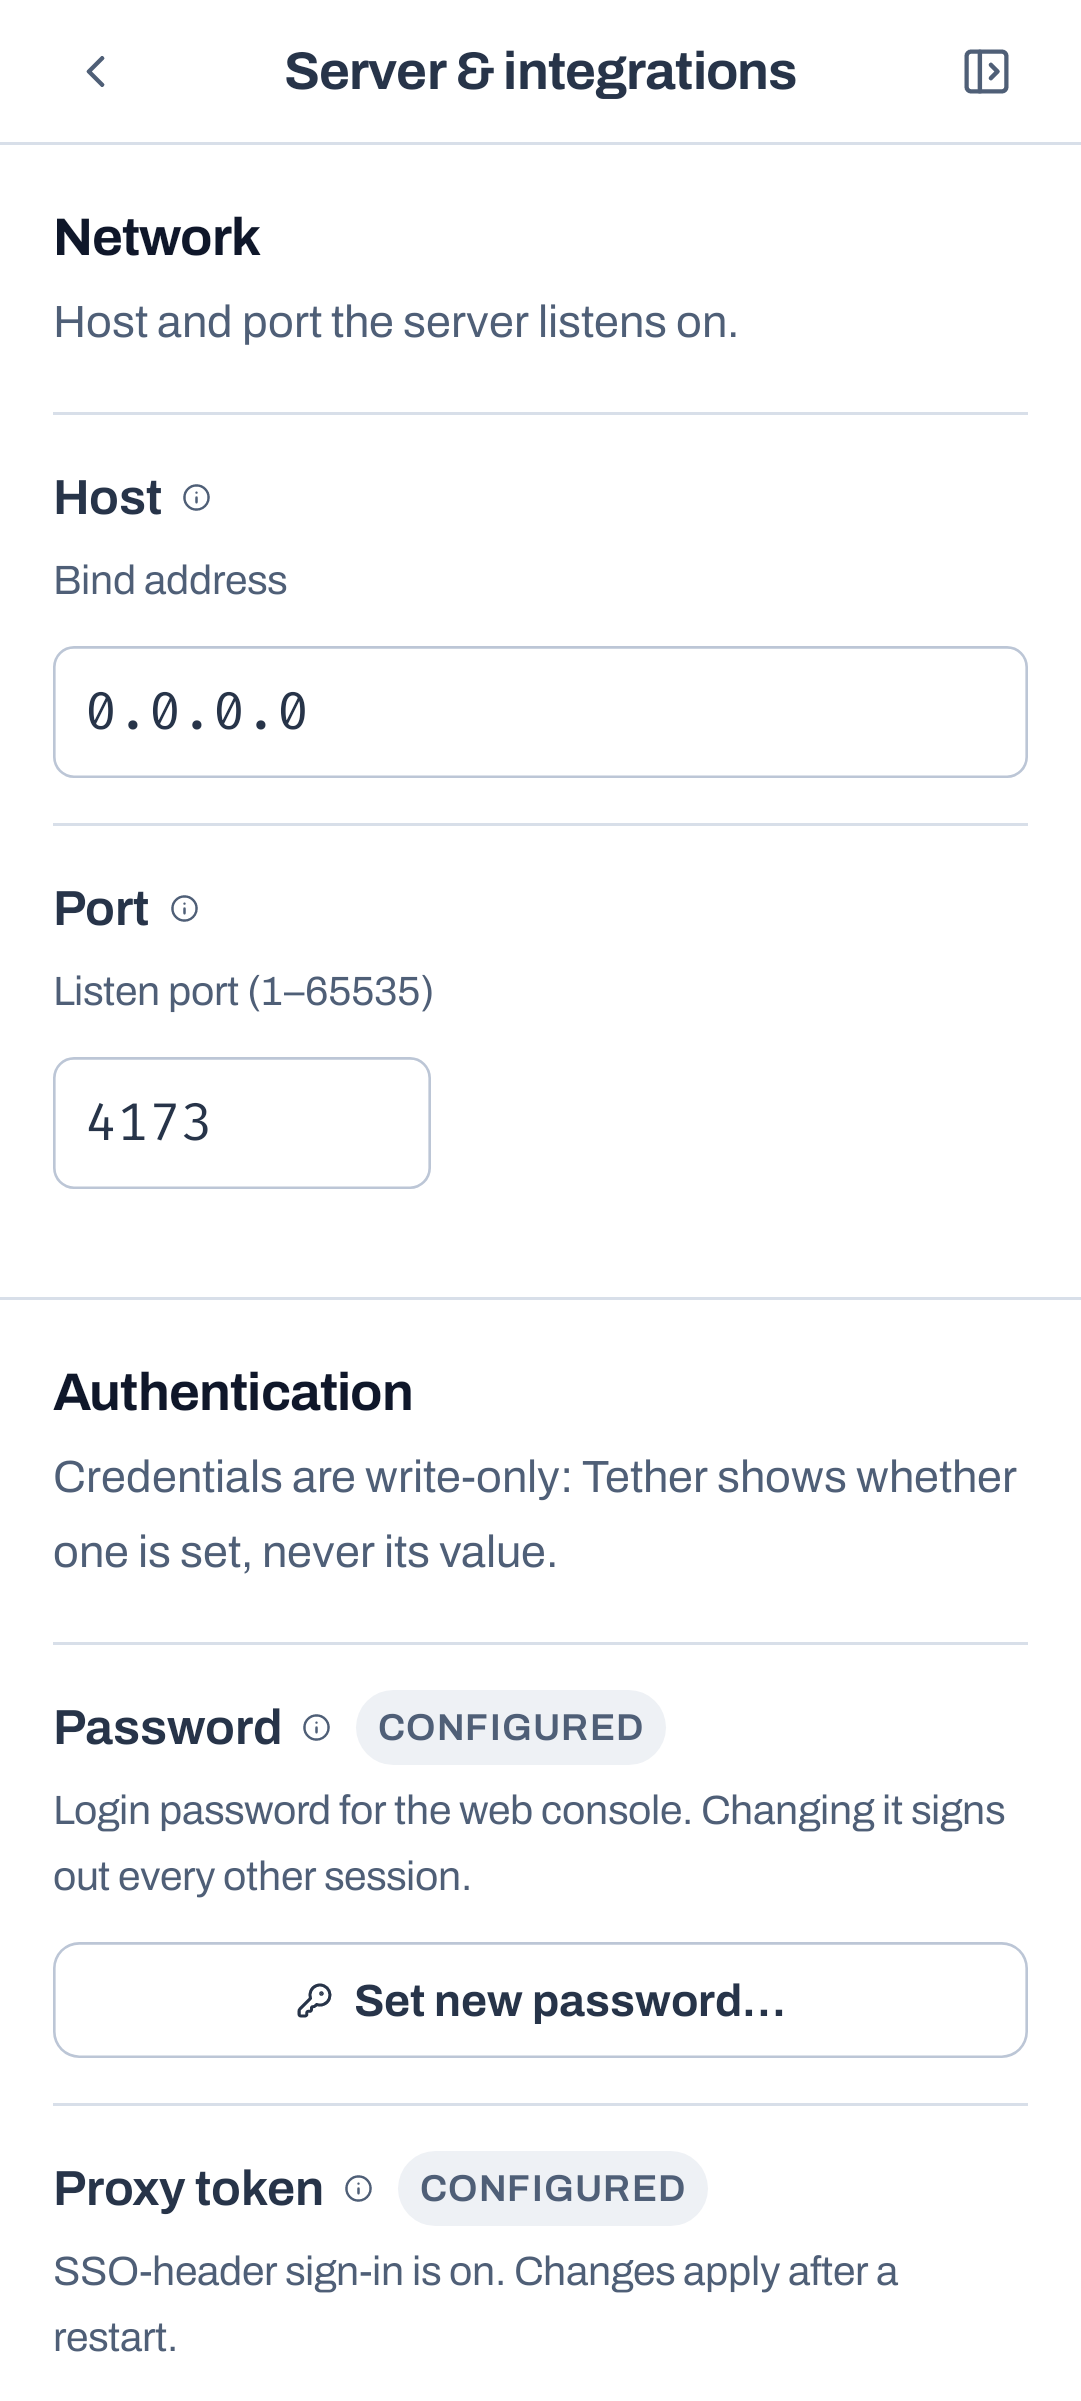 Server & integrations
Network
Host and port the server listens on.
Host
Bind address
0.0.0.0
Port
Listen port (1–65535)
4173
Authentication
Credentials are write-only: Tether shows whether
one is set, never its value.
Password CONFIGURED
Login password for the web console. Changing it signs
out every other session.
Set new password...
Proxy token CONFIGURED
SSO-header sign-in is on. Changes apply after a
restart.